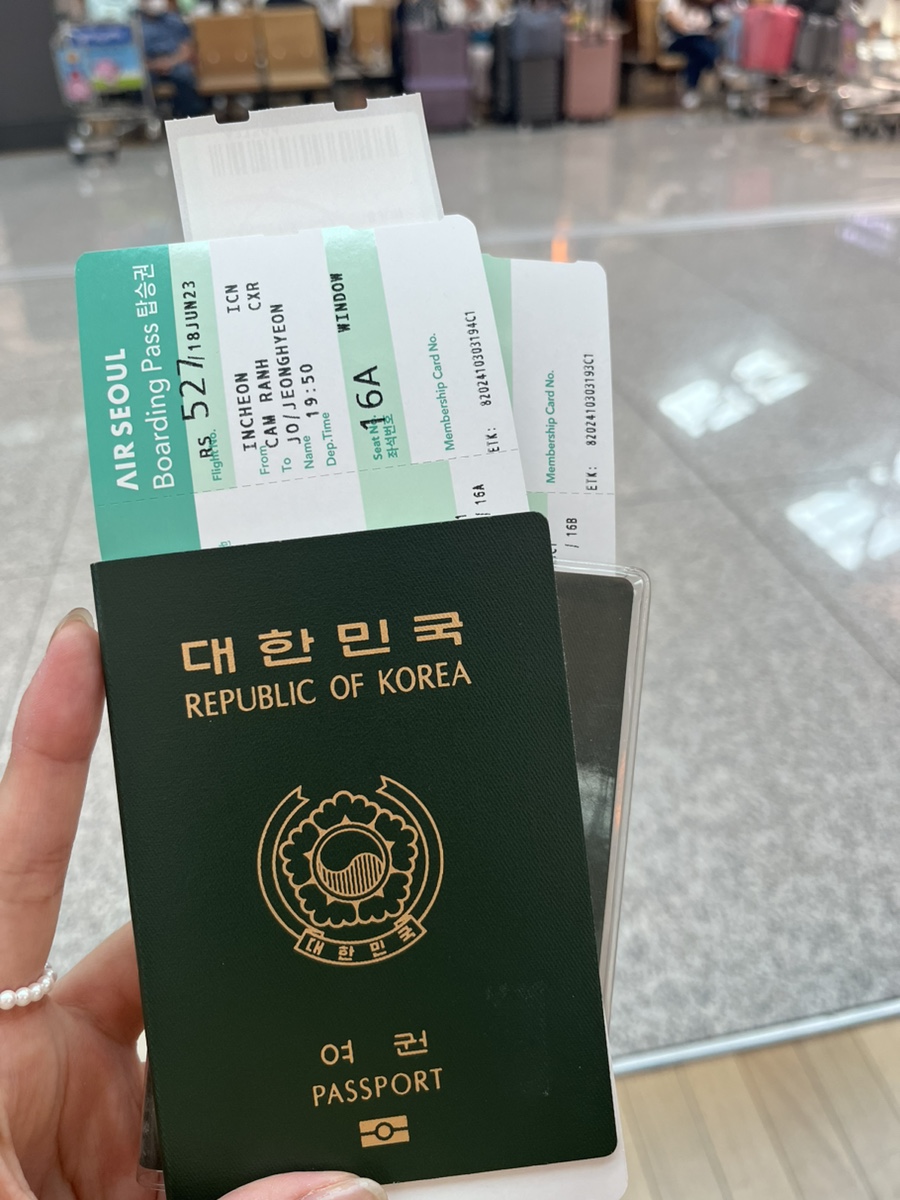 AIR SEOUL
Boarding Pass 탑승권
RS 527/18JUN23
Flight No.
INCHEON ICN
From
CAM RANH CXR
To
JO/JEONGHYEON
Name
19:50
Dep.Time
16A WINDOW
Seat No.
좌석번호
Membership Card No.
ETK: 8202410303194C1
/ 16A
Membership Card No.
ETK: 8202410303193C1
/ 16B
대한민국
REPUBLIC OF KOREA
대한민국
여 권
PASSPORT